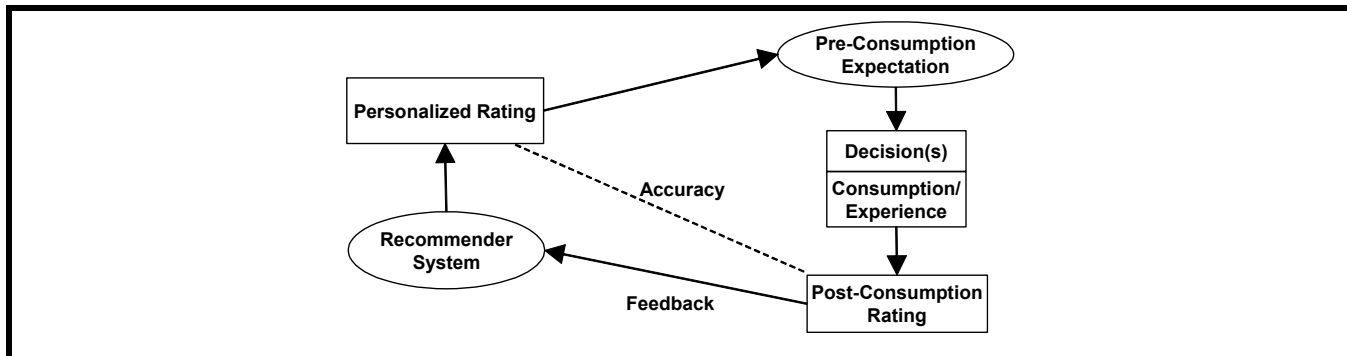 Pre-Consumption
Expectation
Personalized Rating
Decision(s)
Consumption/
Experience
Accuracy
Recommender
System
Feedback
Post-Consumption
Rating